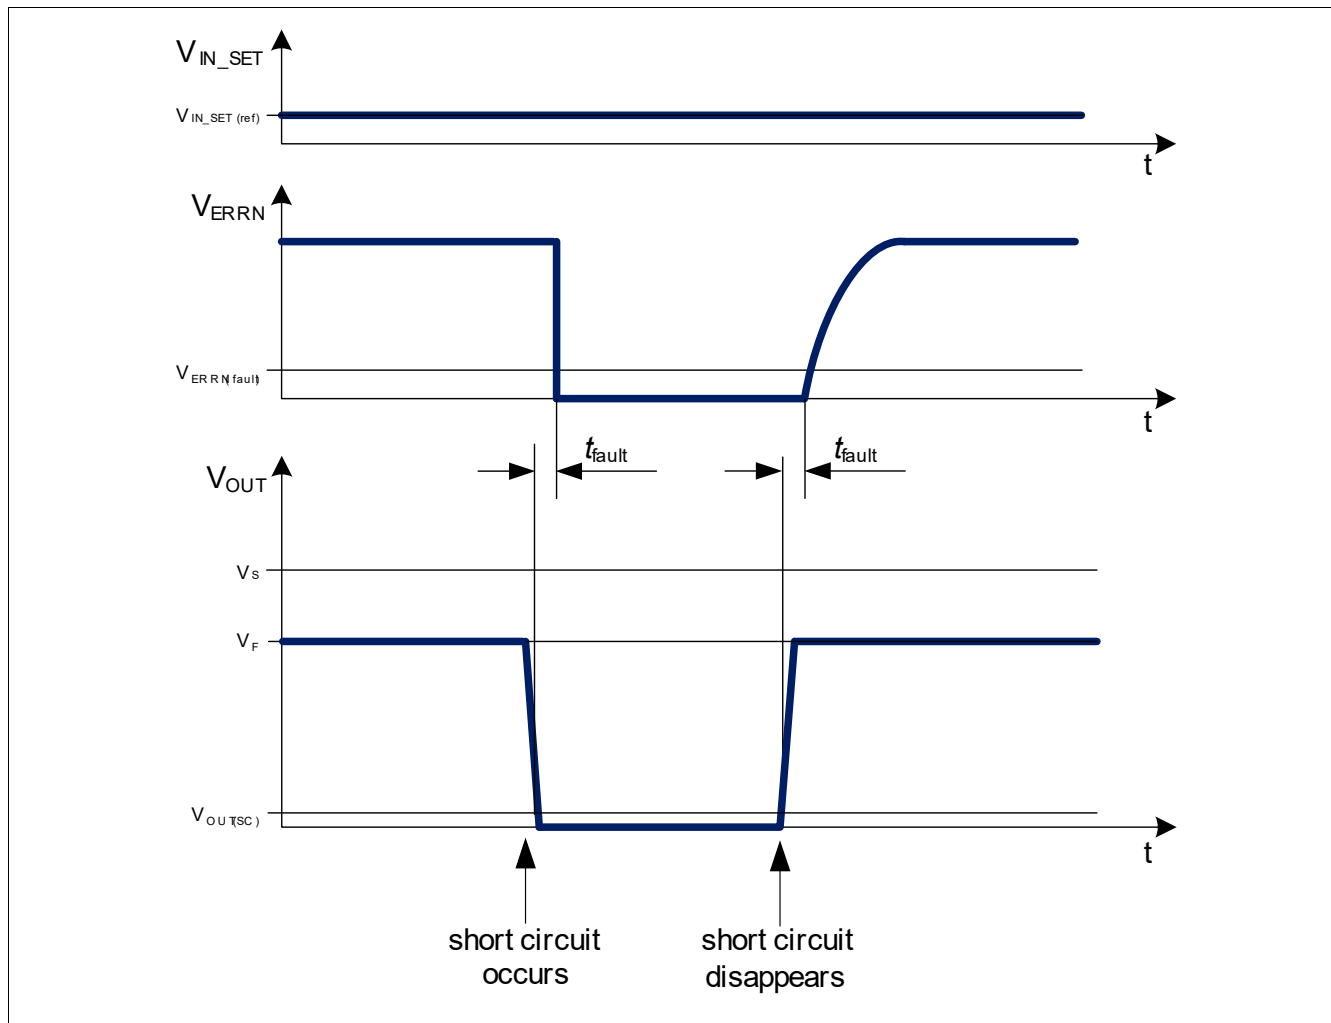 VIN_SET
VIN_SET (ref)
t
VERRN
VERRN(fault)
t
tfault
tfault
VOUT
VS
VF
VOUT(SC)
t
short circuit
occurs
short circuit
disappears